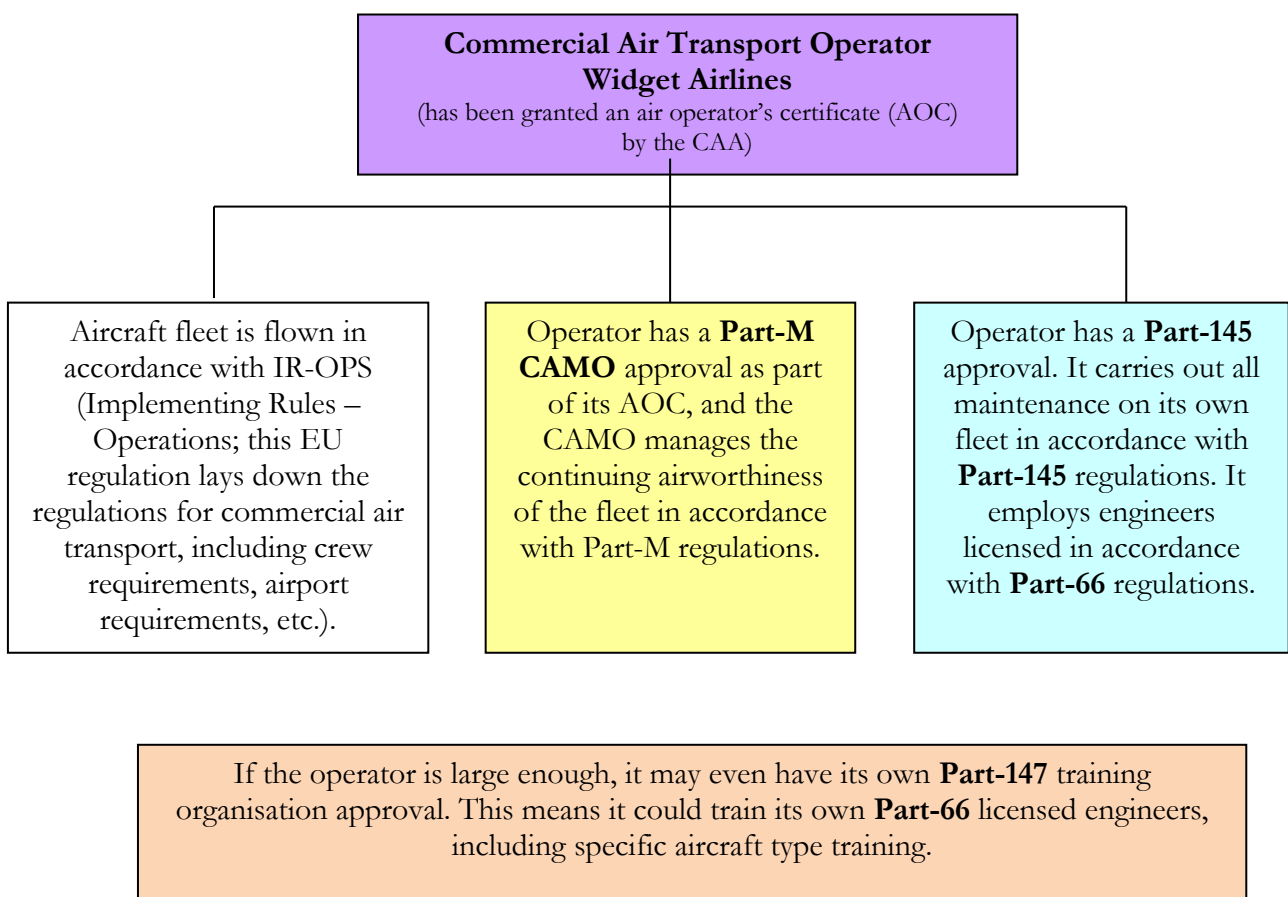 Commercial Air Transport Operator
Widget Airlines
(has been granted an air operator’s certificate (AOC)
by the CAA)
Aircraft fleet is flown in
accordance with IR-OPS
(Implementing Rules –
Operations; this EU
regulation lays down the
regulations for commercial air
transport, including crew
requirements, airport
requirements, etc.).
Operator has a Part-M
CAMO approval as part
of its AOC, and the
CAMO manages the
continuing airworthiness
of the fleet in accordance
with Part-M regulations.
Operator has a Part-145
approval. It carries out all
maintenance on its own
fleet in accordance with
Part-145 regulations. It
employs engineers
licensed in accordance
with Part-66 regulations.
If the operator is large enough, it may even have its own Part-147 training
organisation approval. This means it could train its own Part-66 licensed engineers,
including specific aircraft type training.